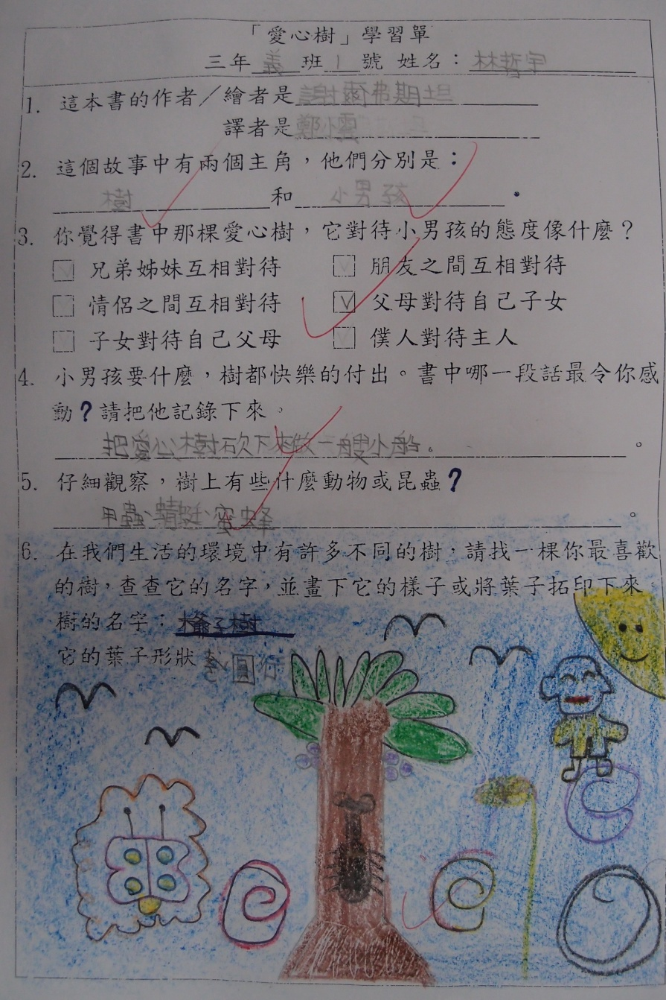 「愛心樹」學習單
三年義班1號 姓名：林哲宇
1. 這本書的作者／繪者是謝爾弗斯坦
譯者是鄭小雲
2. 這個故事中有兩個主角，他們分別是：
樹和小男孩。
3. 你覺得書中那棵愛心樹，它對待小男孩的態度像什麼？
□ 兄弟姊妹互相對待 □ 朋友之間互相對待
□ 情侶之間互相對待 ☑ 父母對待自己子女
□ 子女對待自己父母 □ 僕人對待主人
4. 小男孩要什麼，樹都快樂的付出。書中哪一段話最令你感
動？請把他記錄下來。
把愛心樹砍下來做一艘小船。。
5. 仔細觀察，樹上有些什麼動物或昆蟲？
甲蟲、蜻蜓、蜜蜂。
6. 在我們生活的環境中有許多不同的樹，請找一棵你最喜歡
的樹，查查它的名字，並畫下它的樣子或將葉子拓印下來
樹的名字：子樹
它的葉子形狀圓